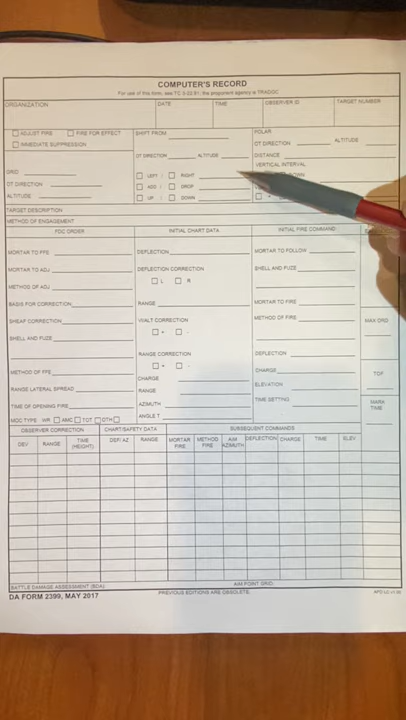 COMPUTER'S RECORD
For use of this form, see TC 3-22.91; the proponent agency is TRADOC
ORGANIZATION DATE TIME OBSERVER ID TARGET NUMBER
ADJUST FIRE FIRE FOR EFFECT SHIFT FROM POLAR
IMMEDIATE SUPPRESSION OT DIRECTION ALTITUDE
OT DIRECTION ALTITUDE DISTANCE
VERTICAL INTERVAL
GRID LEFT / RIGHT DOWN
OT DIRECTION ADD / DROP
ALTITUDE UP / DOWN
TARGET DESCRIPTION
METHOD OF ENGAGEMENT
FDC ORDER INITIAL CHART DATA INITIAL FIRE COMMAND
MORTAR TO FFE DEFLECTION MORTAR TO FOLLOW
MORTAR TO ADJ DEFLECTION CORRECTION SHELL AND FUZE
METHOD OF ADJ L R
BASIS FOR CORRECTION RANGE MORTAR TO FIRE
SHEAF CORRECTION VI/ALT CORRECTION METHOD OF FIRE MAX ORD
SHELL AND FUZE + -
RANGE CORRECTION DEFLECTION
METHOD OF FFE + - CHARGE TOF
CHARGE ELEVATION
RANGE LATERAL SPREAD RANGE
TIME OF OPENING FIRE AZIMUTH TIME SETTING MARK TIME
MOC TYPE WR AMC TOT OTH ANGLE T
OBSERVER CORRECTION CHART/SAFETY DATA SUBSEQUENT COMMANDS
DEV RANGE TIME (HEIGHT) DEF/ AZ RANGE MORTAR FIRE METHOD FIRE AIM AZIMUTH DEFLECTION CHARGE TIME ELEV
BATTLE DAMAGE ASSESSMENT (BDA): AIM POINT GRID:
DA FORM 2399, MAY 2017 PREVIOUS EDITIONS ARE OBSOLETE.